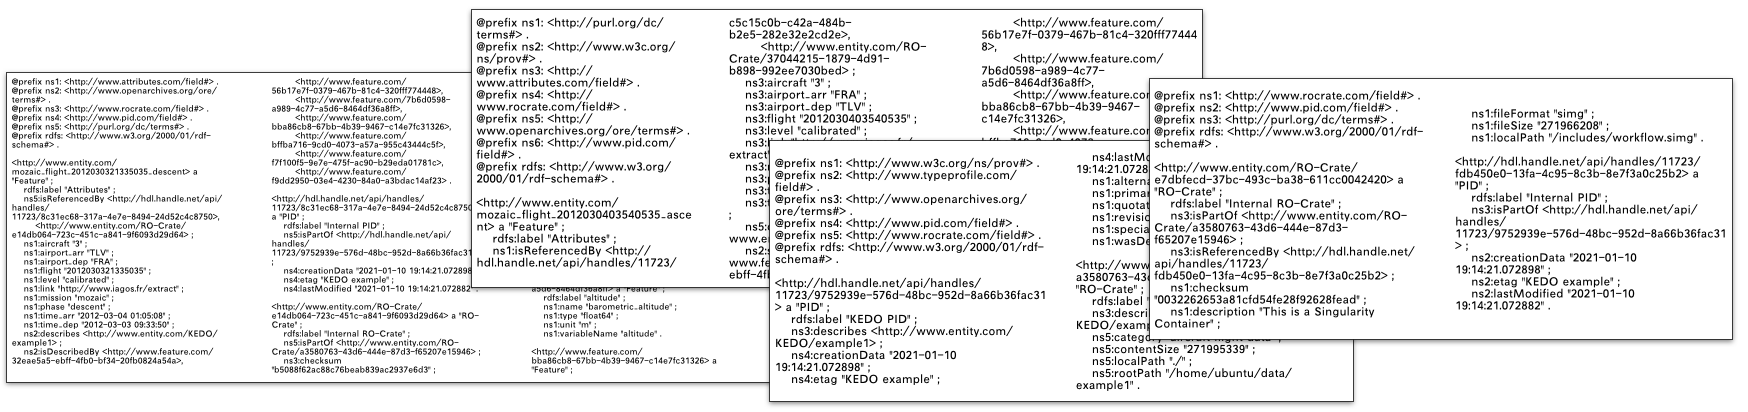 @prefix ns1: <http://www.attributes.com/field#> .
@prefix ns2: <http://www.openarchives.org/ore/
terms#> .
@prefix ns3: <http://www.rocrate.com/field#> .
@prefix ns4: <http://www.pid.com/field#> .
@prefix ns5: <http://purl.org/dc/terms#> .
@prefix rdfs: <http://www.w3.org/2000/01/rdf-
schema#> .
<http://www.entity.com/
mozaic_flight_2012030321335035_descent> a
"Feature" ;
rdfs:label "Attributes" ;
ns5:isReferencedBy <http://hdl.handle.net/api/
handles/
11723/8c31ec68-317a-4e7e-8494-24d52c4c8750>,
<http://www.entity.com/RO-Crate/
e14db064-723c-451c-a841-9f6093d29d64> ;
ns1:aircraft "3" ;
ns1:airport_arr "TLV" ;
ns1:airport_dep "FRA" ;
ns1:flight "2012030321335035" ;
ns1:level "calibrated" ;
ns1:link "http://www.iagos.fr/extract" ;
ns1:mission "mozaic" ;
ns1:phase "descent" ;
ns1:time_arr "2012-03-04 01:05:08" ;
ns1:time_dep "2012-03-03 09:33:50" ;
ns2:describes <http://www.entity.com/KEDO/
example1> ;
ns2:isDescribedBy <http://www.feature.com/
32eae5a5-ebff-4fb0-bf34-20fb0824a54a>,
<http://www.feature.com/
56b17e7f-0379-467b-81c4-320fff774448>,
<http://www.feature.com/7b6d0598-
a989-4c77-a5d6-8464df36a8ff>,
<http://www.feature.com/
bba86cb8-67bb-4b39-9467-c14e7fc31326>,
<http://www.feature.com/
bffba716-9cd0-4073-a57a-955c43444c5f>,
<http://www.feature.com/
f7f100f5-9e7e-475f-ac90-b29eda01781c>,
<http://www.feature.com/
f9dd2950-03e4-4230-84a0-a3bdac14af23> .
<http://hdl.handle.net/api/handles/
11723/8c31ec68-317a-4e7e-8494-24d52c4c8750
a "PID" ;
rdfs:label "Internal PID" ;
ns5:isPartOf <http://hdl.handle.net/api/
handles/
11723/9752939e-576d-48bc-952d-8a66b36fac31
;
ns4:creationData "2021-01-10 19:14:21.072898
ns4:etag "KEDO example" ;
ns4:lastModified "2021-01-10 19:14:21.072882" .
<http://www.entity.com/RO-Crate/
e14db064-723c-451c-a841-9f6093d29d64> a "RO-
Crate" ;
rdfs:label "Internal RO-Crate" ;
ns5:isPartOf <http://www.entity.com/RO-
Crate/a3580763-43d6-444e-87d3-f65207e15946> ;
ns3:checksum
"b5088f62ac88c76beab839ac2937e6d3" ;
a5d6-8464df36a8ff> a "Feature" ;
rdfs:label "altitude" ;
ns1:name "barometric_altitude" ;
ns1:type "float64" ;
ns1:unit "m" ;
ns1:variableName "altitude" .
<http://www.feature.com/
bba86cb8-67bb-4b39-9467-c14e7fc31326> a
"Feature" ;
@prefix ns1: <http://purl.org/dc/
terms#> .
@prefix ns2: <http://www.w3c.org/
ns/prov#> .
@prefix ns3: <http://
www.attributes.com/field#> .
@prefix ns4: <http://
www.rocrate.com/field#> .
@prefix ns5: <http://
www.openarchives.org/ore/terms#> .
@prefix ns6: <http://www.pid.com/
field#> .
@prefix rdfs: <http://www.w3.org/
2000/01/rdf-schema#> .
<http://www.entity.com/
mozaic_flight_2012030403540535_asce
nt> a "Feature" ;
rdfs:label "Attributes" ;
ns1:isReferencedBy <http://
hdl.handle.net/api/handles/11723/
c5c15c0b-c42a-484b-
b2e5-282e32e2cd2e>,
<http://www.entity.com/RO-
Crate/37044215-1879-4d91-
b898-992ee7030bed> ;
ns3:aircraft "3" ;
ns3:airport_arr "FRA" ;
ns3:airport_dep "TLV" ;
ns3:flight "2012030403540535" ;
ns3:level "calibrated" ;
<http://www.feature.com/
56b17e7f-0379-467b-81c4-320fff77444
8>,
<http://www.feature.com/
7b6d0598-a989-4c77-
a5d6-8464df36a8ff>,
<http://www.feature.com/
bba86cb8-67bb-4b39-9467-
c14e7fc31326>,
<http://www.feature.com/
@prefix ns1: <http://www.w3c.org/ns/prov#> .
@prefix ns2: <http://www.typeprofile.com/
field#> .
@prefix ns3: <http://www.openarchives.org/
ore/terms#> .
@prefix ns4: <http://www.pid.com/field#> .
@prefix ns5: <http://www.rocrate.com/field#> .
@prefix rdfs: <http://www.w3.org/2000/01/rdf-
schema#> .
<http://hdl.handle.net/api/handles/
11723/9752939e-576d-48bc-952d-8a66b36fac31
> a "PID" ;
rdfs:label "KEDO PID" ;
ns3:describes <http://www.entity.com/
KEDO/example1> ;
ns4:creationData "2021-01-10
19:14:21.072898" ;
ns4:etag "KEDO example" ;
ns4:lastMo
19:14:21.0728
ns1:altern
ns1:primar
ns1:quotat
ns1:revisi
ns1:specia
ns1:wasDe
<http://www
a3580763-43
"RO-Crate" ;
rdfs:label "
ns3:descri
KEDO/examp
ns5:catego
ns5:contentSize "271995339" ;
ns5:localPath "./" ;
ns5:rootPath "/home/ubuntu/data/
example1" .
@prefix ns1: <http://www.rocrate.com/field#> .
@prefix ns2: <http://www.pid.com/field#> .
@prefix ns3: <http://purl.org/dc/terms#> .
@prefix rdfs: <http://www.w3.org/2000/01/rdf-
schema#> .
<http://www.entity.com/RO-Crate/
e7dbfecd-37bc-493c-ba38-611cc0042420> a
"RO-Crate" ;
rdfs:label "Internal RO-Crate" ;
ns3:isPartOf <http://www.entity.com/RO-
Crate/a3580763-43d6-444e-87d3-
f65207e15946> ;
ns3:isReferencedBy <http://hdl.handle.net/
api/handles/11723/
fdb450e0-13fa-4c95-8c3b-8e7f3a0c25b2> ;
ns1:checksum
"0032262653a81cfd54fe28f92628fead" ;
ns1:description "This is a Singularity
Container" ;
ns1:fileFormat "simg" ;
ns1:fileSize "271966208" ;
ns1:localPath "/includes/workflow.simg" .
<http://hdl.handle.net/api/handles/11723/
fdb450e0-13fa-4c95-8c3b-8e7f3a0c25b2> a
"PID" ;
rdfs:label "Internal PID" ;
ns3:isPartOf <http://hdl.handle.net/api/
handles/
11723/9752939e-576d-48bc-952d-8a66b36fac31
> ;
ns2:creationData "2021-01-10
19:14:21.072898" ;
ns2:etag "KEDO example" ;
ns2:lastModified "2021-01-10
19:14:21.072882" .